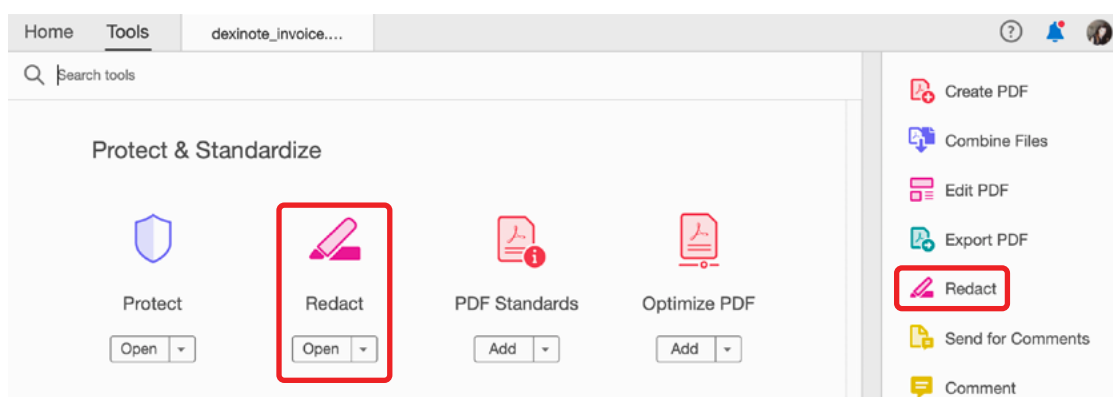 Home Tools dexinote_invoice....
Search tools
Protect & Standardize
Protect Redact PDF Standards Optimize PDF
Open Open Add Add
Create PDF
Combine Files
Edit PDF
Export PDF
Redact
Send for Comments
Comment